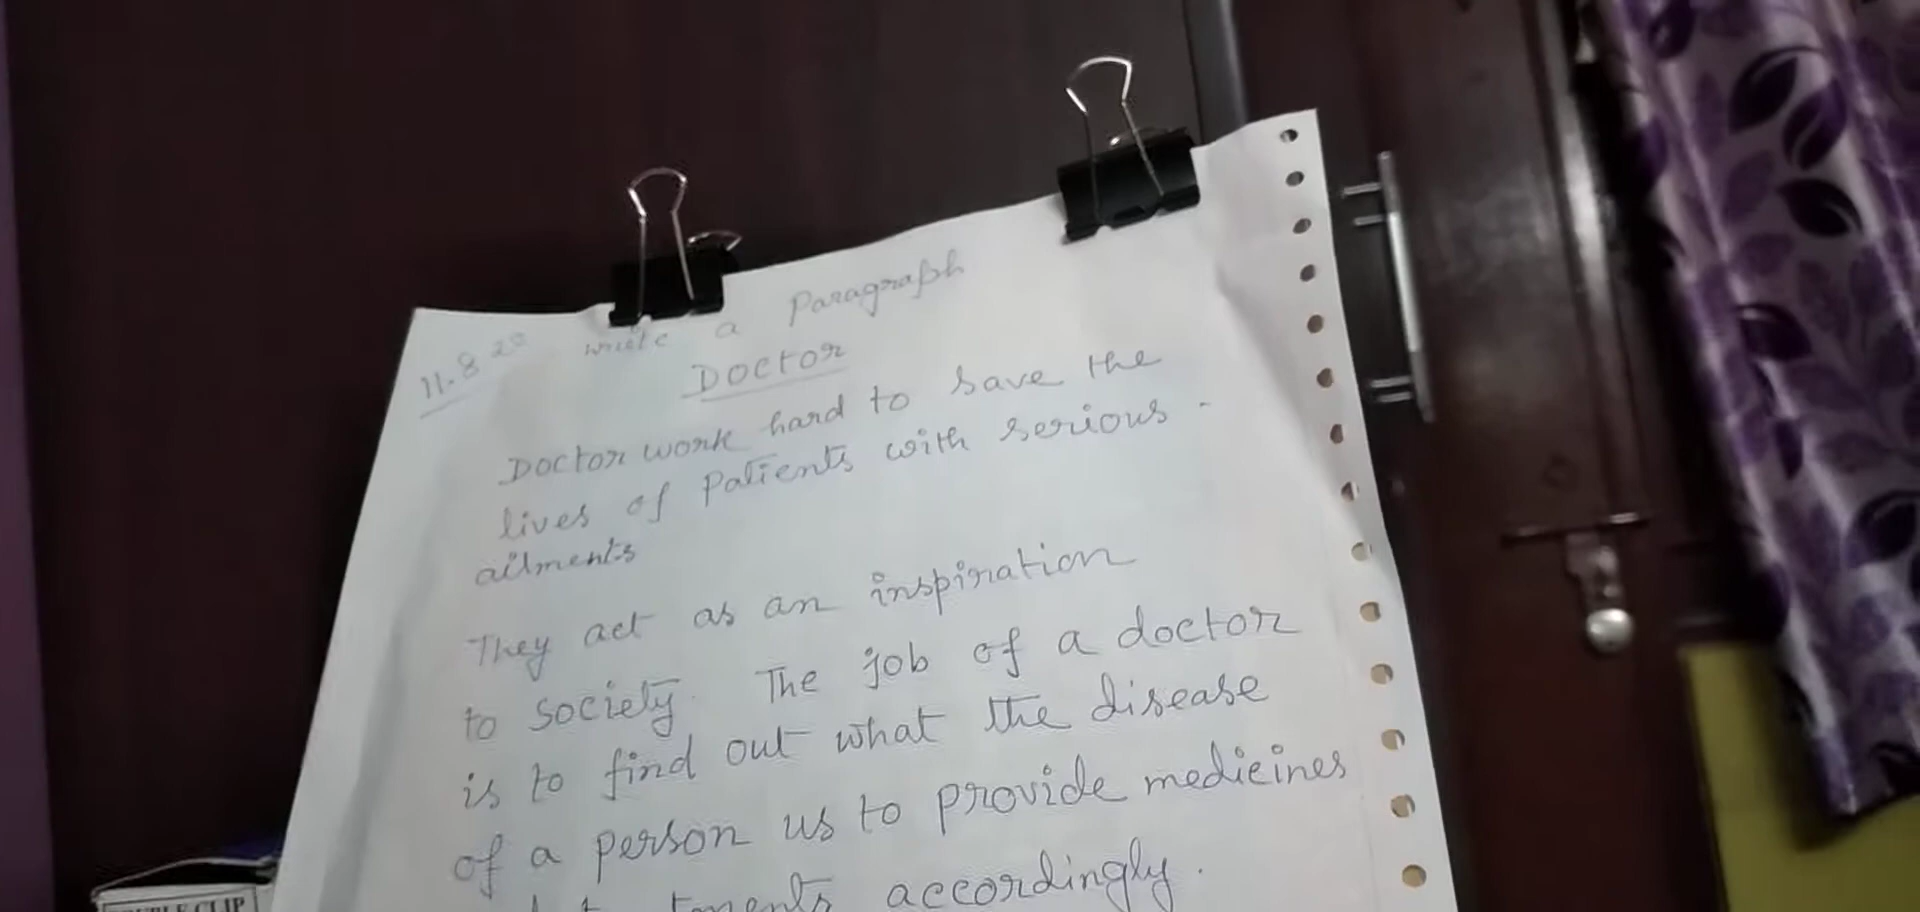 11.8 20 write a Paragraph
Doctor
Doctor work hard to save the
lives of Patients with serious -
ailments
They act as an inspiration
to society. The job of a doctor
is to find out what the disease
of a person us to provide medicines
accordingly.
CLIP